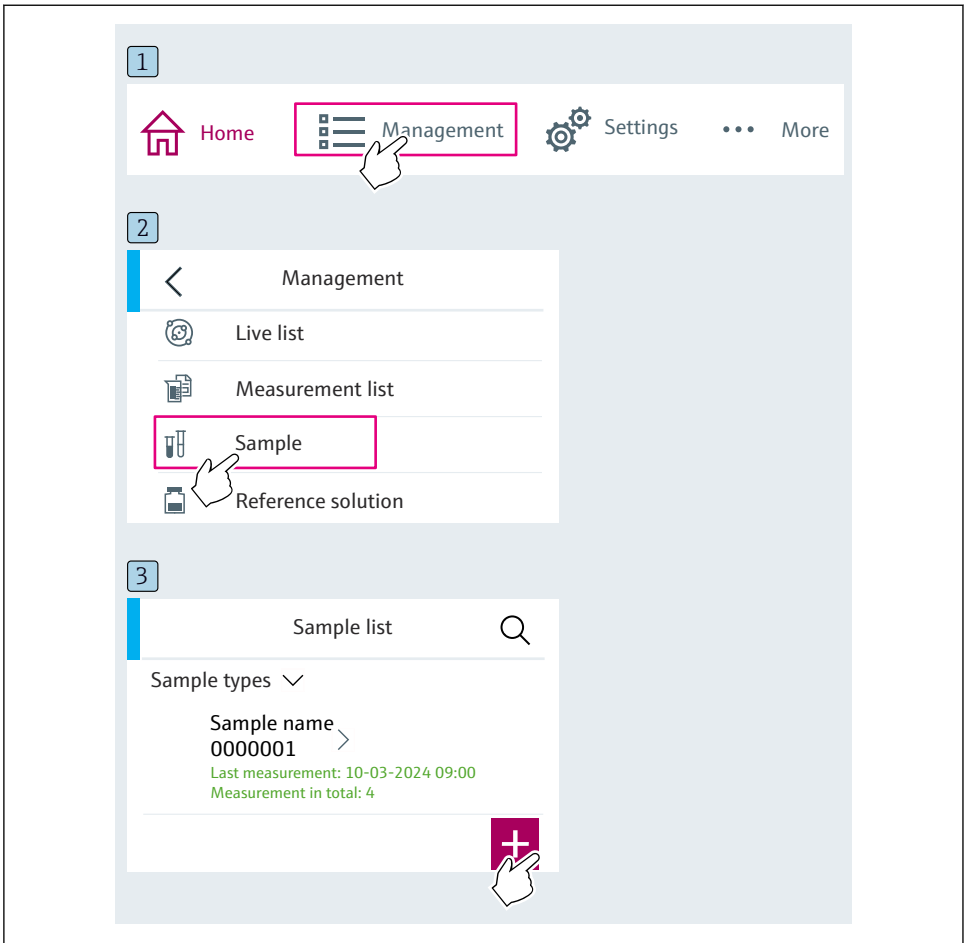 1
Home Management Settings ... More
2
Management
Live list
Measurement list
Sample
Reference solution
3
Sample list
Sample types
Sample name
0000001
Last measurement: 10-03-2024 09:00
Measurement in total: 4
+